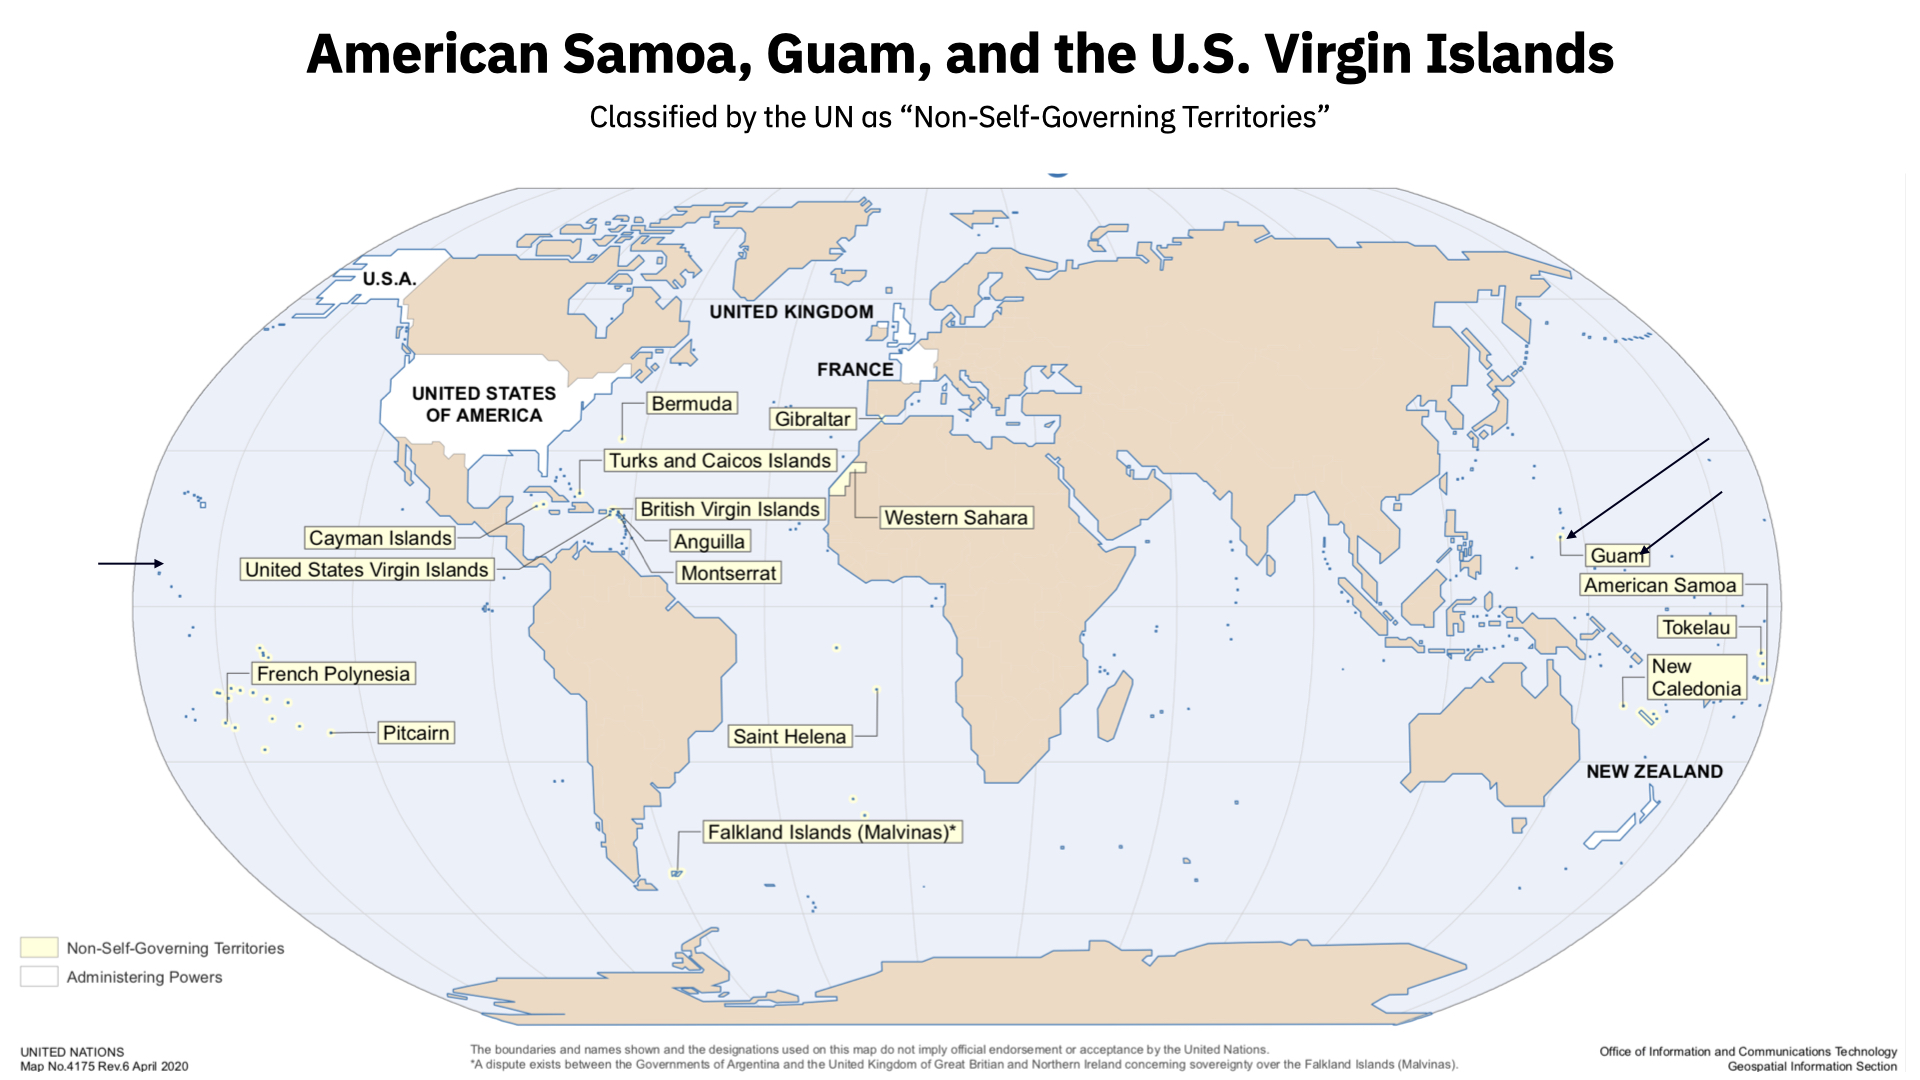 American Samoa, Guam, and the U.S. Virgin Islands
Classified by the UN as “Non-Self-Governing Territories”
U.S.A.
UNITED KINGDOM
FRANCE
UNITED STATES
OF AMERICA
Bermuda
Gibraltar
Turks and Caicos Islands
British Virgin Islands
Western Sahara
Cayman Islands
Anguilla
Guam
United States Virgin Islands
Montserrat
American Samoa
Tokelau
French Polynesia
New
Caledonia
Pitcairn
Saint Helena
NEW ZEALAND
Falkland Islands (Malvinas)*
Non-Self-Governing Territories
Administering Powers
UNITED NATIONS
Map No.4175 Rev.6 April 2020
The boundaries and names shown and the designations used on this map do not imply official endorsement or acceptance by the United Nations.
*A dispute exists between the Governments of Argentina and the United Kingdom of Great Britian and Northern Ireland concerning sovereignty over the Falkland Islands (Malvinas).
Office of Information and Communications Technology
Geospatial Information Section